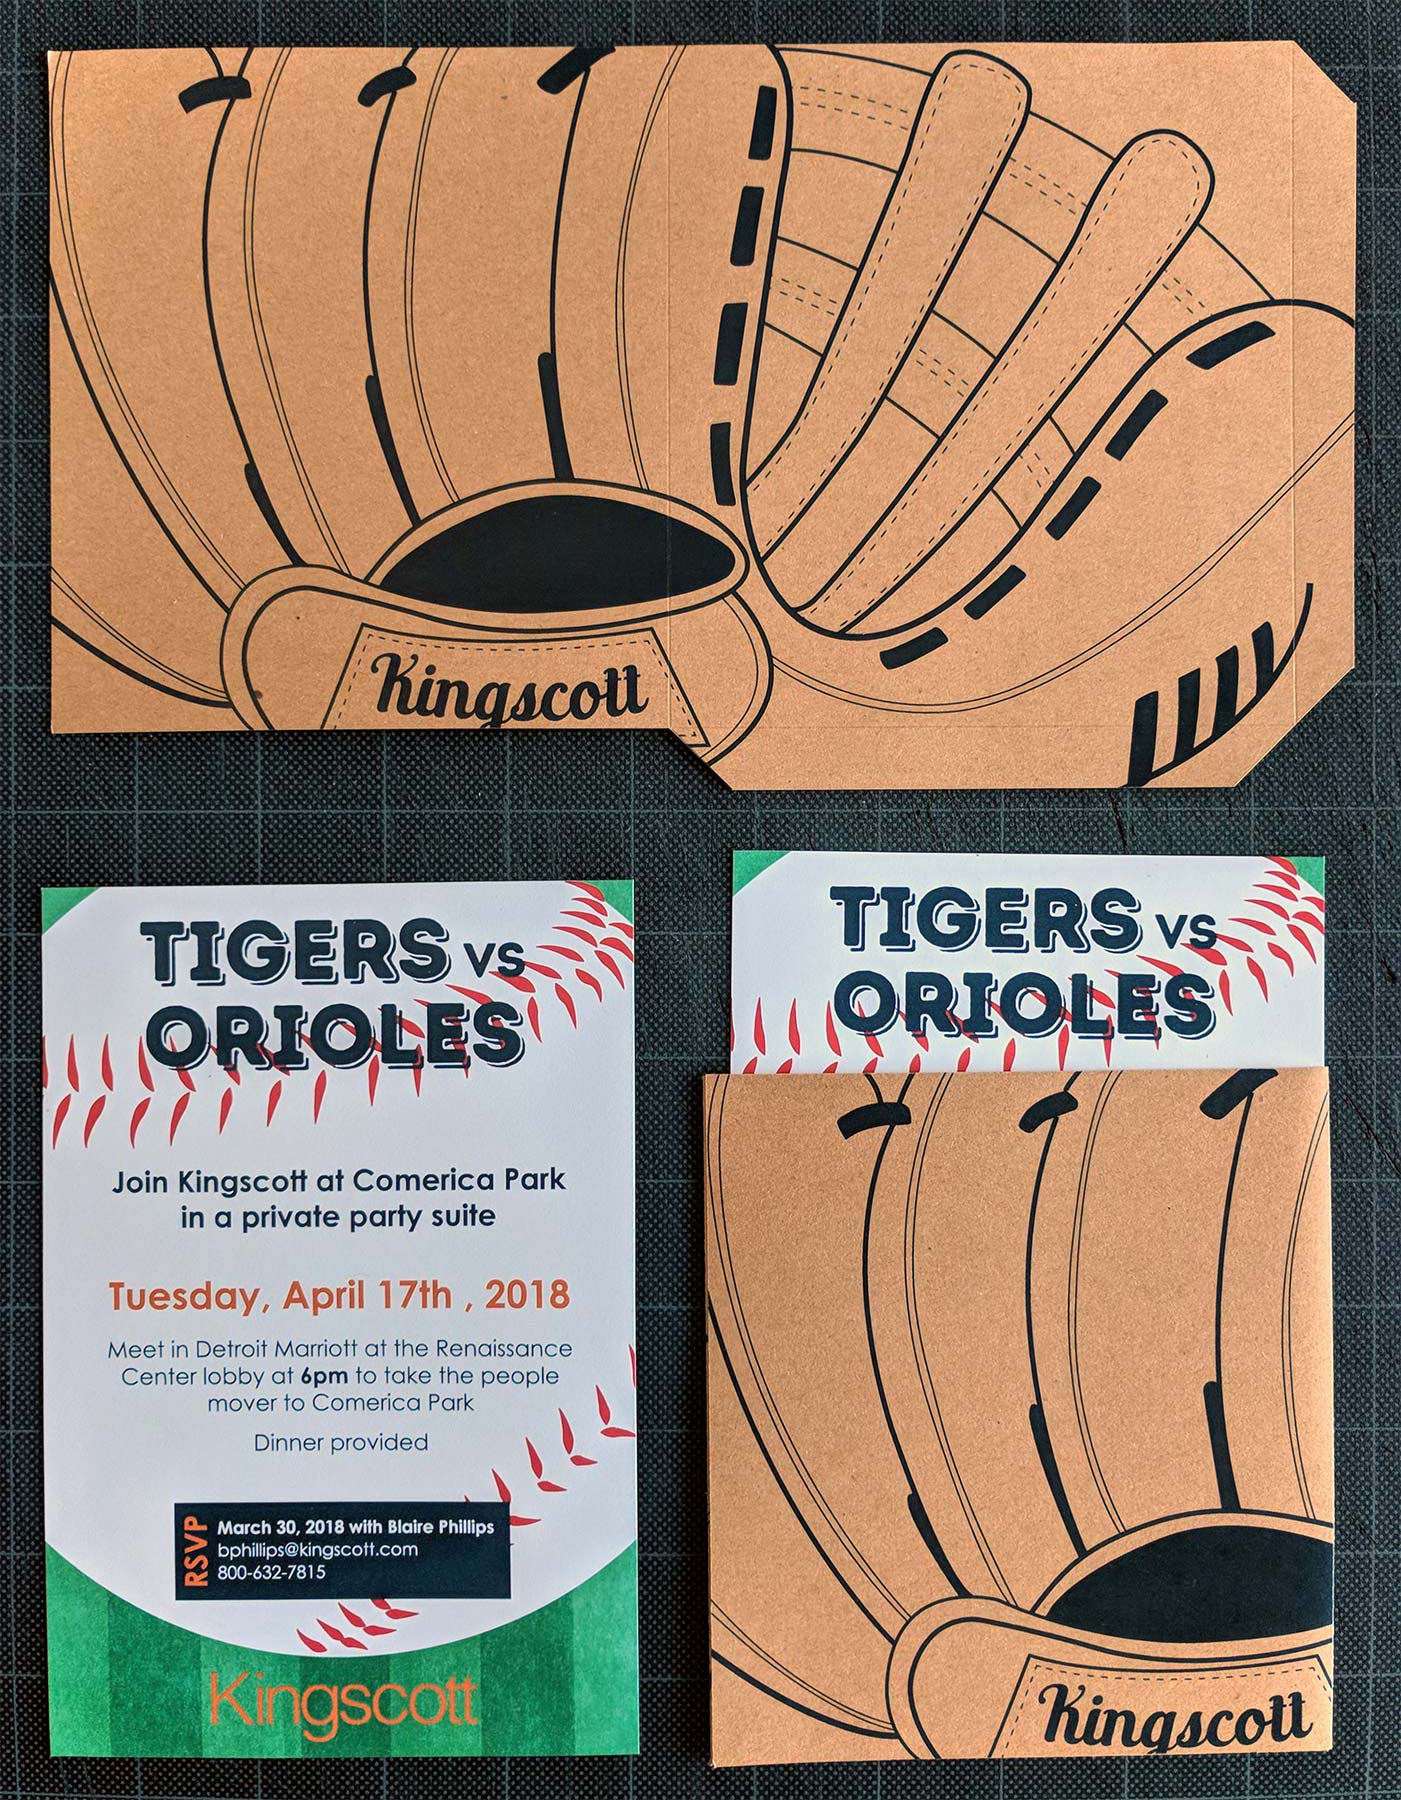 Kingscott
TIGERS vs
ORIOLES
Join Kingscott at Comerica Park
in a private party suite
Tuesday, April 17th , 2018
Meet in Detroit Marriott at the Renaissance
Center lobby at 6pm to take the people
mover to Comerica Park
Dinner provided
RSVP
March 30, 2018 with Blaire Phillips
bphillips@kingscott.com
800-632-7815
Kingscott
TIGERS vs
ORIOLES
Kingscott